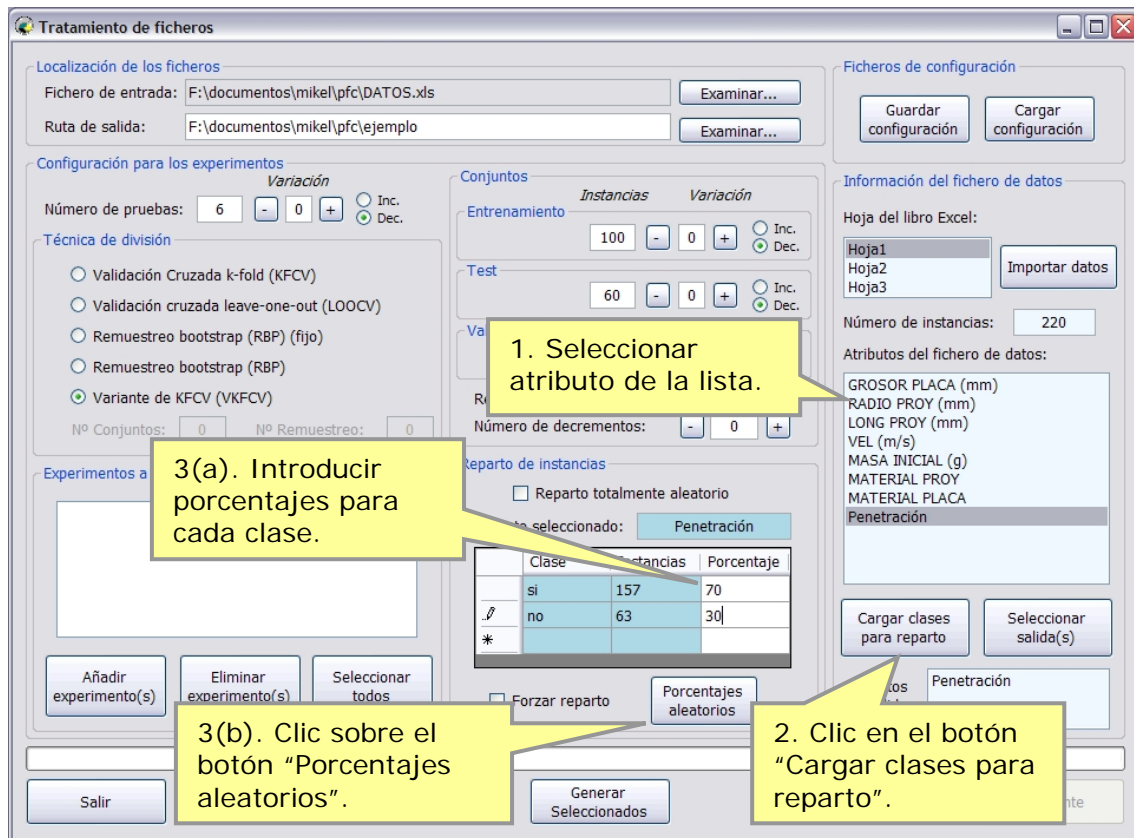 Tratamiento de ficheros
Localización de los ficheros
Fichero de entrada: F:\documentos\mikel\pfc\DATOS.xls Examinar...
Ruta de salida: F:\documentos\mikel\pfc\ejemplo Examinar...
Ficheros de configuración
Guardar configuración
Cargar configuración
Configuración para los experimentos
Variación
Número de pruebas: 6 - 0 + Inc.
Dec.
Técnica de división
Validación Cruzada k-fold (KFCV)
Validación cruzada leave-one-out (LOOCV)
Remuestreo bootstrap (RBP) (fijo)
Remuestreo bootstrap (RBP)
Variante de KFCV (VKFCV)
Nº Conjuntos: 0 Nº Remuestreo: 0
Conjuntos
Instancias Variación
Entrenamiento
100 - 0 + Inc.
Dec.
Test
60 - 0 + Inc.
Dec.
Número de decrementos: - 0 +
1. Seleccionar
atributo de la lista.
Información del fichero de datos
Hoja del libro Excel:
Hoja1
Hoja2
Hoja3
Importar datos
Número de instancias: 220
Atributos del fichero de datos:
GROSOR PLACA (mm)
RADIO PROY (mm)
LONG PROY (mm)
VEL (m/s)
MASA INICIAL (g)
MATERIAL PROY
MATERIAL PLACA
Penetración
Experimentos a
3(a). Introducir
porcentajes para
cada clase.
Añadir
experimento(s)
Eliminar
experimento(s)
Seleccionar
todos
Reparto de instancias
Reparto totalmente aleatorio
seleccionado: Penetración
Clase Porcentaje
si 157 70
no 63 30
*
Forzar reparto
Porcentajes
aleatorios
Cargar clases
para reparto
Seleccionar
salida(s)
Penetración
3(b). Clic sobre el
botón "Porcentajes
aleatorios".
2. Clic en el botón
"Cargar clases para
reparto".
Salir
Generar
Seleccionados